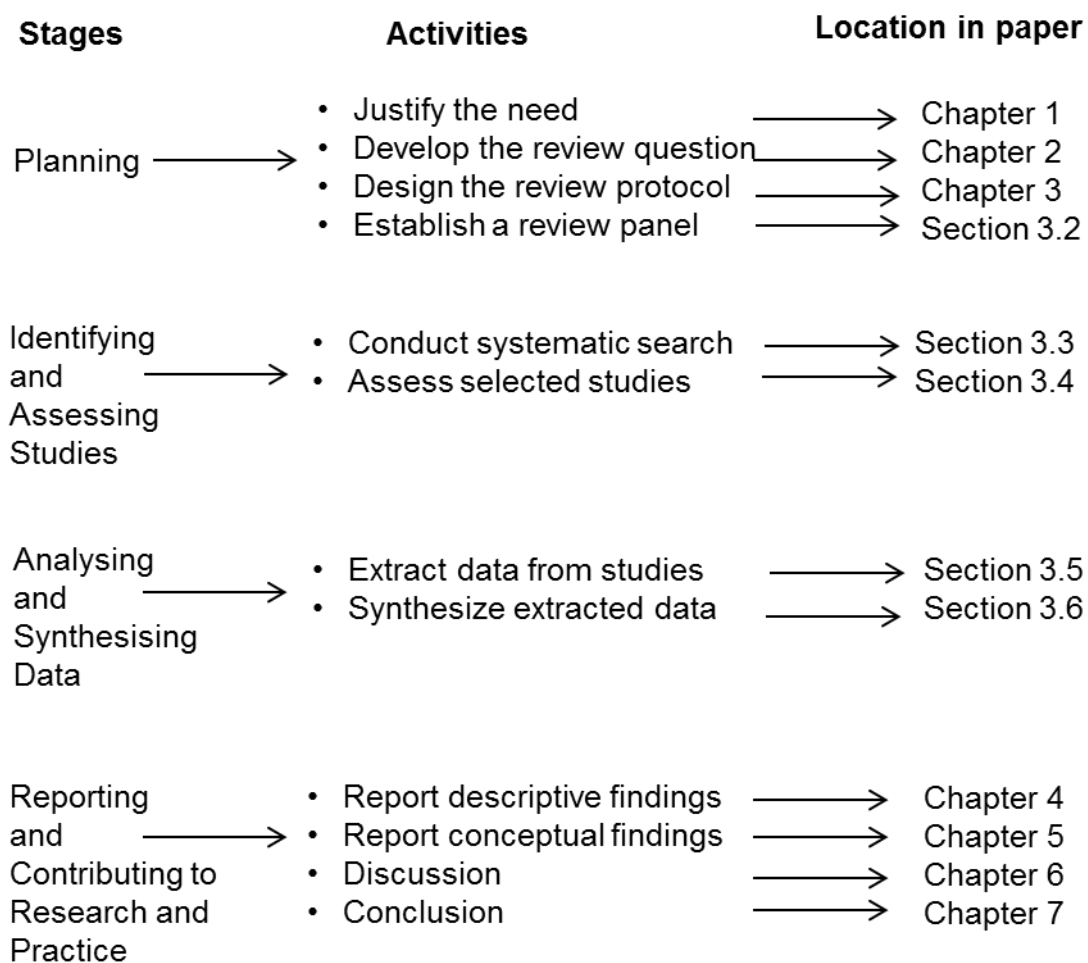 Stages Activities Location in paper
Planning
• Justify the need Chapter 1
• Develop the review question Chapter 2
• Design the review protocol Chapter 3
• Establish a review panel Section 3.2
Identifying
and
Assessing
Studies
• Conduct systematic search Section 3.3
• Assess selected studies Section 3.4
Analysing
and
Synthesising
Data
• Extract data from studies Section 3.5
• Synthesize extracted data Section 3.6
Reporting
and
Contributing to
Research and
Practice
• Report descriptive findings Chapter 4
• Report conceptual findings Chapter 5
• Discussion Chapter 6
• Conclusion Chapter 7